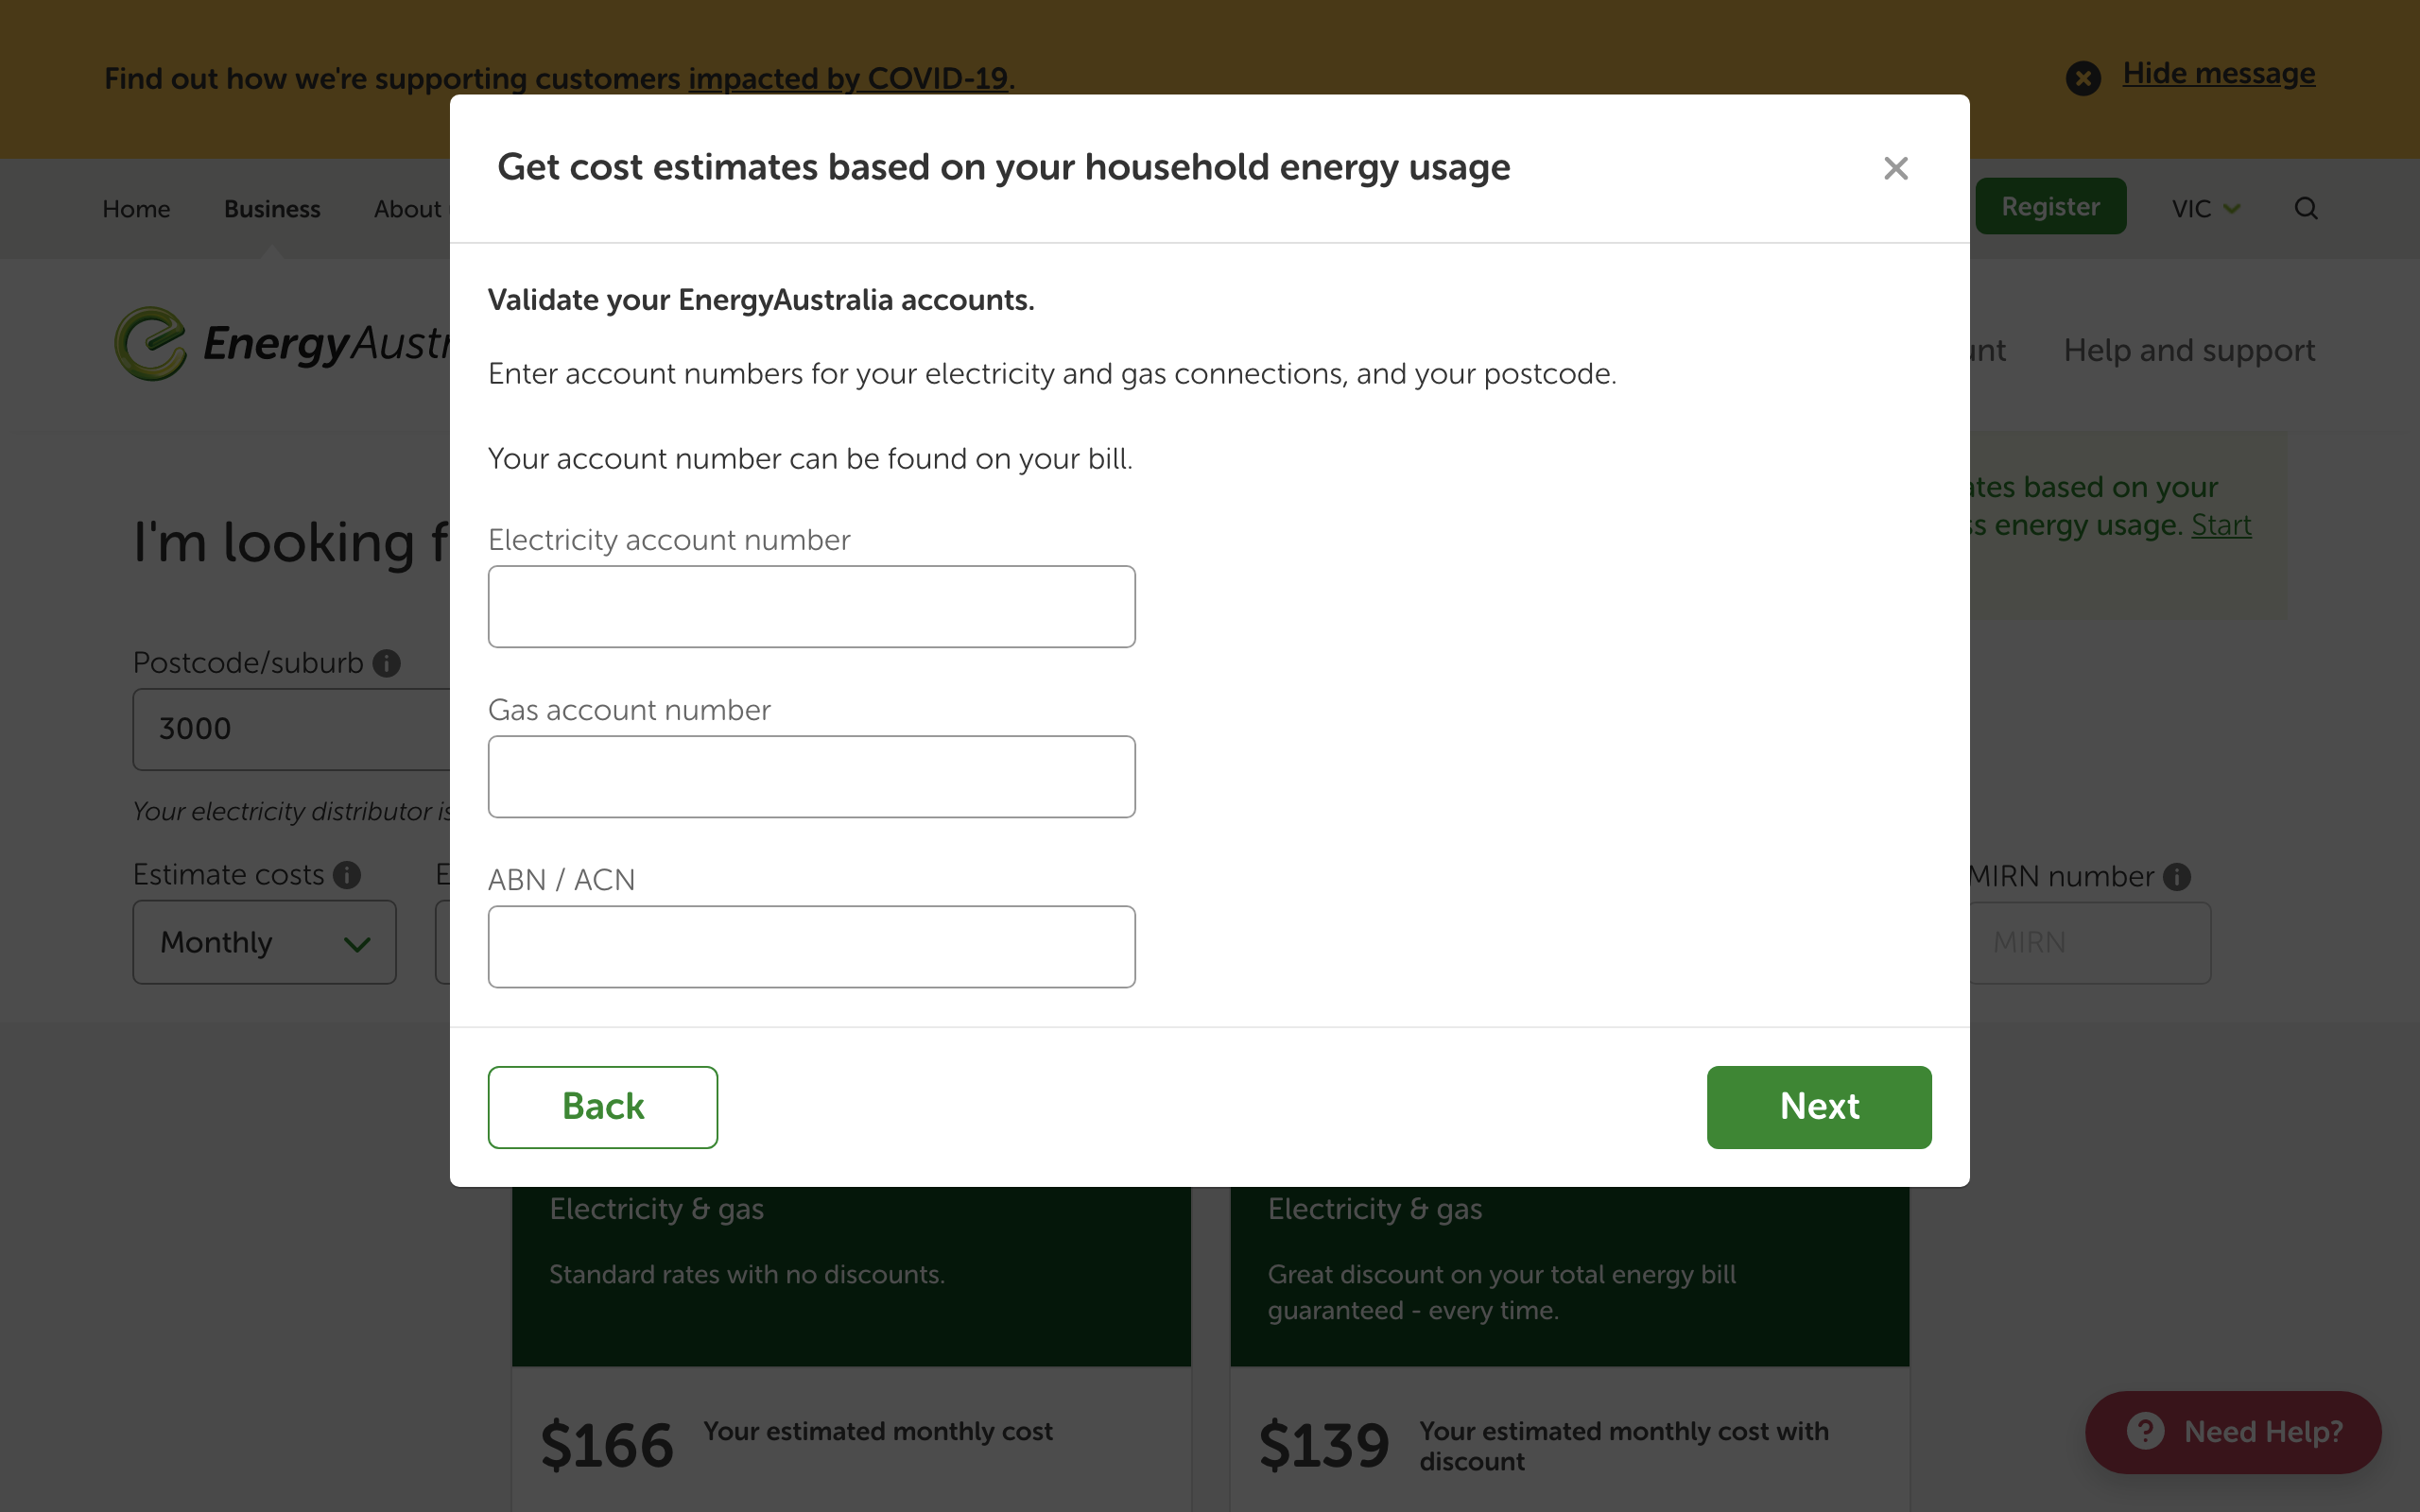 Find out how we're supporting customers impacted by COVID-19.
Hide message
Home
Business
About
Register
VIC
EnergyAustr
Help and support
Get cost estimates based on your household energy usage
Validate your EnergyAustralia accounts.
Enter account numbers for your electricity and gas connections, and your postcode.
Your account number can be found on your bill.
Electricity account number
Gas account number
ABN / ACN
Back
Next
I'm looking f
ates based on your
ss energy usage. Start
Postcode/suburb
3000
Your electricity distributor is
Estimate costs
Monthly
MIRN number
MIRN
Electricity & gas
Standard rates with no discounts.
$166
Your estimated monthly cost
Electricity & gas
Great discount on your total energy bill
guaranteed - every time.
$139
Your estimated monthly cost with
discount
Need Help?